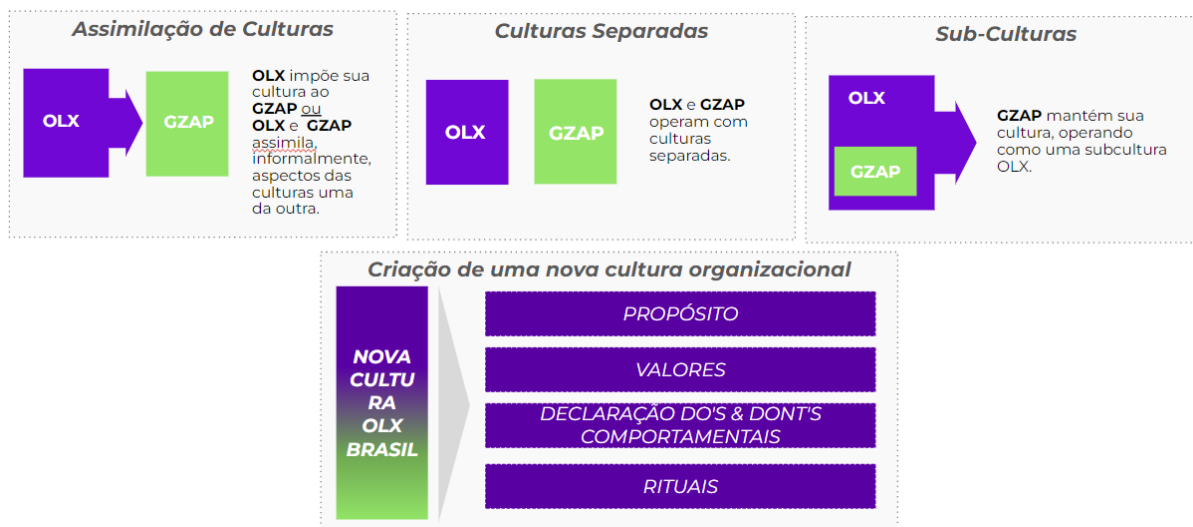 Assimilação de Culturas
OLX
GZAP
OLX impõe sua
cultura ao
GZAP ou
OLX e GZAP
assimila,
informalmente,
aspectos das
culturas uma
da outra.
Culturas Separadas
OLX
GZAP
OLX e GZAP
operam com
culturas
separadas.
Sub-Culturas
OLX
GZAP
GZAP mantém sua
cultura, operando
como uma subcultura
OLX.
Criação de uma nova cultura organizacional
NOVA
CULTU
RA
OLX
BRASIL
PROPÓSITO
VALORES
DECLARAÇÃO DO'S & DONT'S
COMPORTAMENTAIS
RITUAIS